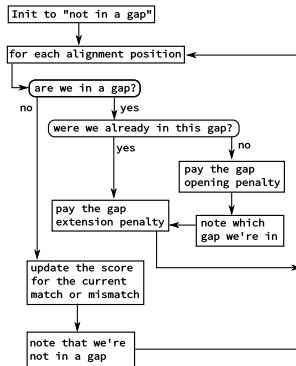 Init to "not in a gap"
for each alignment position
are we in a gap?
no
yes
were we already in this gap?
yes
no
pay the gap
opening penalty
pay the gap
extension penalty
note which
gap we're in
update the score
for the current
match or mismatch
note that we're
not in a gap